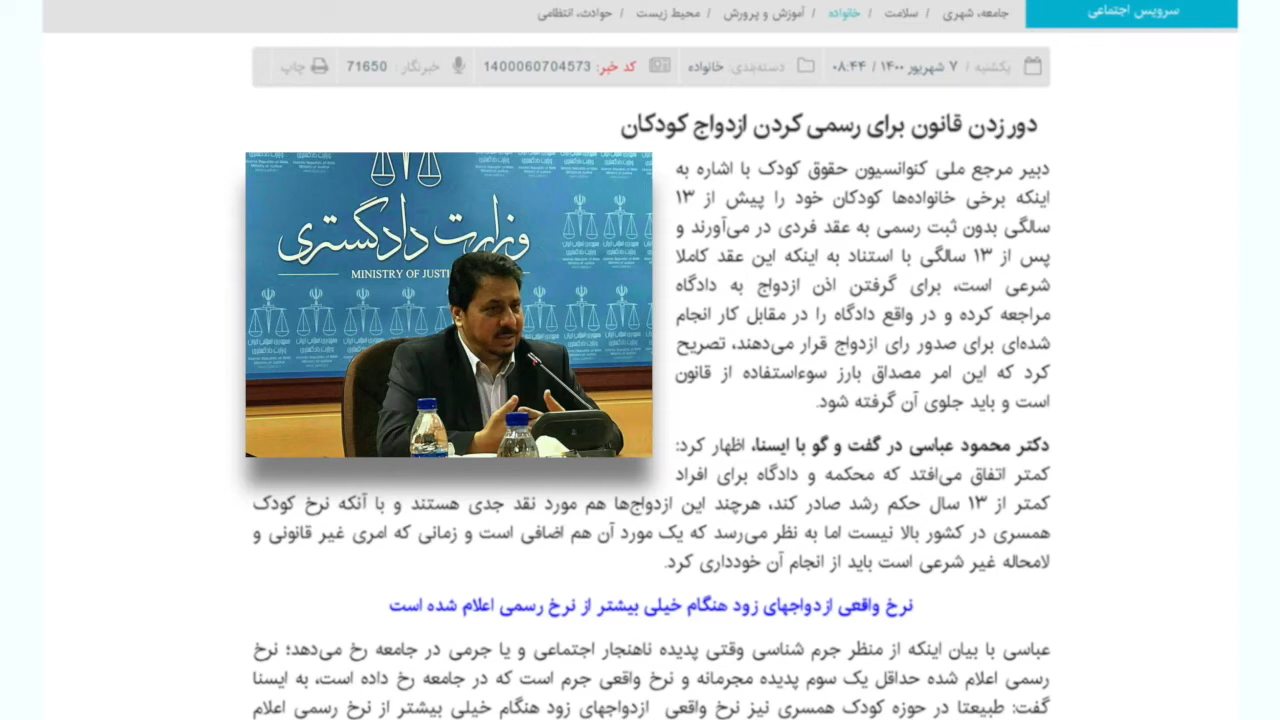 سرویس اجتماعی
جامعه، شهری / سلامت / خانواده / آموزش و پرورش / محیط زیست / حوادث، انتظامی
یکشنبه / ۷ شهریور ۱۴۰۰ / ۰۸:۴۴ دسته‌بندی: خانواده کد خبر: 1400060704573 خبرنگار: 71650 چاپ
دور زدن قانون برای رسمی کردن ازدواج کودکان
وزارت دادگستری
MINISTRY OF JUSTI
دبیر مرجع ملی کنوانسیون حقوق کودک با اشاره به
اینکه برخی خانواده‌ها کودکان خود را پیش از ۱۳
سالگی بدون ثبت رسمی به عقد فردی در می‌آورند و
پس از ۱۳ سالگی با استناد به اینکه این عقد کاملا
شرعی است، برای گرفتن اذن ازدواج به دادگاه
مراجعه کرده و در واقع دادگاه را در مقابل کار انجام
شده‌ای برای صدور رای ازدواج قرار می‌دهند، تصریح
کرد که این امر مصداق بارز سوءاستفاده از قانون
است و باید جلوی آن گرفته شود.
دکتر محمود عباسی در گفت و گو با ایسنا، اظهار کرد:
کمتر اتفاق می‌افتد که محکمه و دادگاه برای افراد
کمتر از ۱۳ سال حکم رشد صادر کند، هرچند این ازدواج‌ها هم مورد نقد جدی هستند و با آنکه نرخ کودک
همسری در کشور بالا نیست اما به نظر می‌رسد که یک مورد آن هم اضافی است و زمانی که امری غیر قانونی و
لامحاله غیر شرعی است باید از انجام آن خودداری کرد.
نرخ واقعی ازدواجهای زود هنگام خیلی بیشتر از نرخ رسمی اعلام شده است
عباسی با بیان اینکه از منظر جرم شناسی وقتی پدیده ناهنجار اجتماعی و یا جرمی در جامعه رخ می‌دهد؛ نرخ
رسمی اعلام شده حداقل یک سوم پدیده مجرمانه و نرخ واقعی جرم است که در جامعه رخ داده است، به ایسنا
گفت: طبیعتا در حوزه کودک همسری نیز نرخ واقعی ازدواجهای زود هنگام خیلی بیشتر از نرخ رسمی اعلام